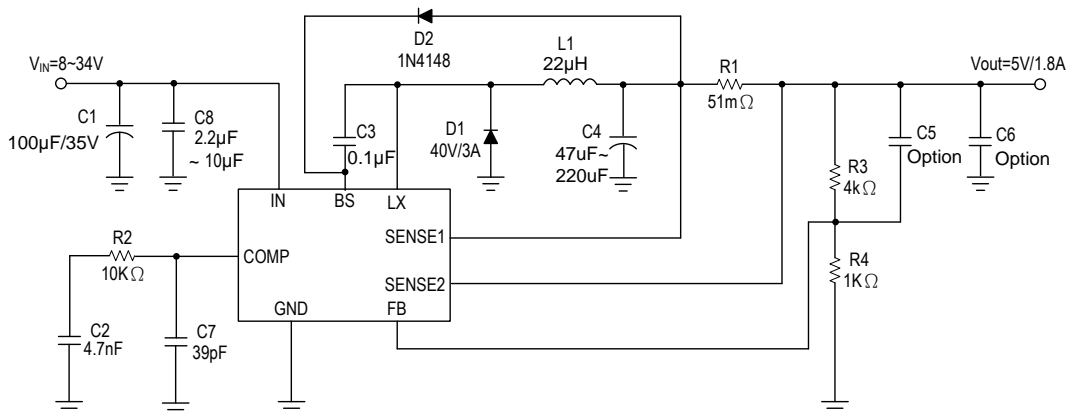 D2
1N4148
V_IN=8~34V
L1
22µH
R1
51mΩ
Vout=5V/1.8A
C1
100µF/35V
C8
2.2µF
~ 10µF
C3
0.1µF
D1
40V/3A
C4
47uF~
220uF
C5
Option
C6
Option
R3
4kΩ
IN
BS
LX
SENSE1
COMP
SENSE2
GND
FB
R2
10KΩ
R4
1KΩ
C2
4.7nF
C7
39pF